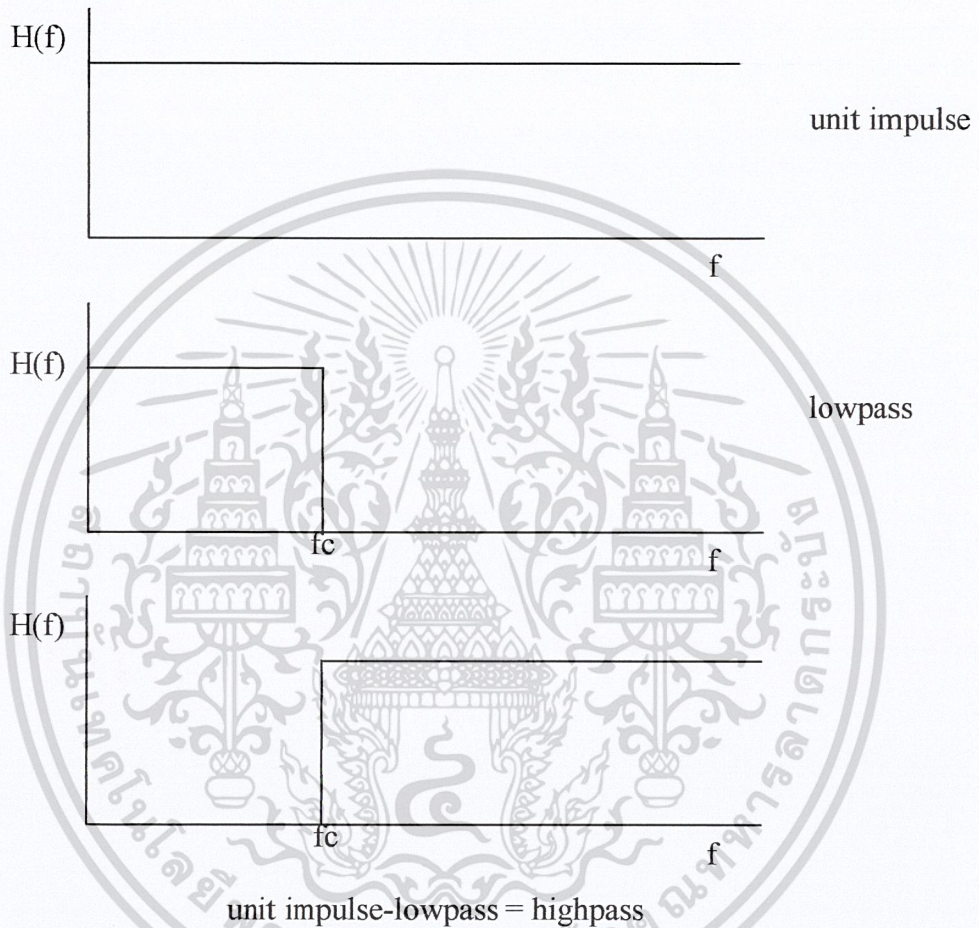 H(f)
unit impulse
f
H(f)
lowpass
fc
f
H(f)
fc
f
unit impulse-lowpass = highpass